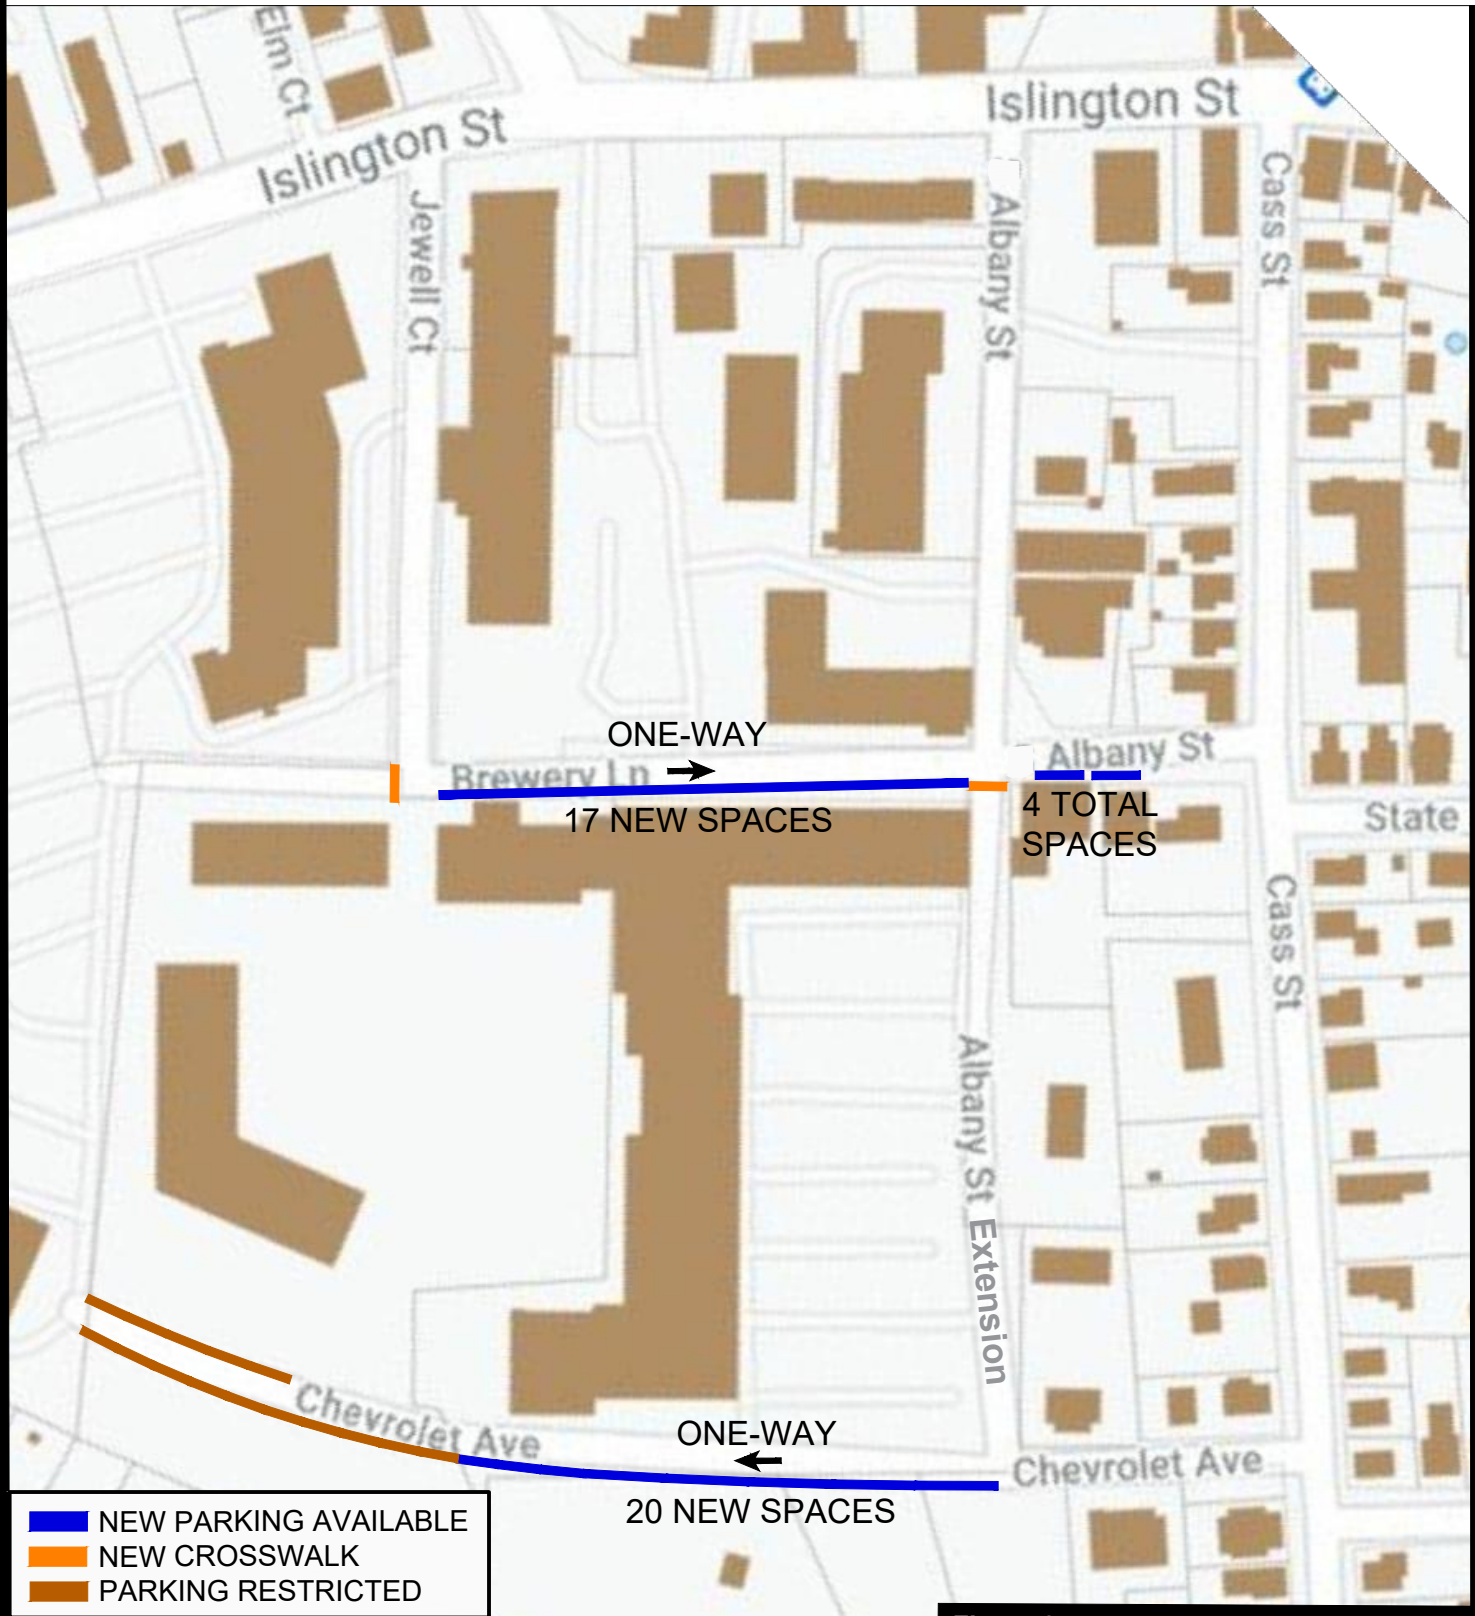 Elm Ct
Islington St
Islington St
Jewell Ct
Albany St
Cass St
ONE-WAY
Albany St
Brewery Ln
17 NEW SPACES
4 TOTAL
SPACES
State
Cass St
Albany St Extension
Chevrolet Ave
ONE-WAY
Chevrolet Ave
20 NEW SPACES
NEW PARKING AVAILABLE
NEW CROSSWALK
PARKING RESTRICTED